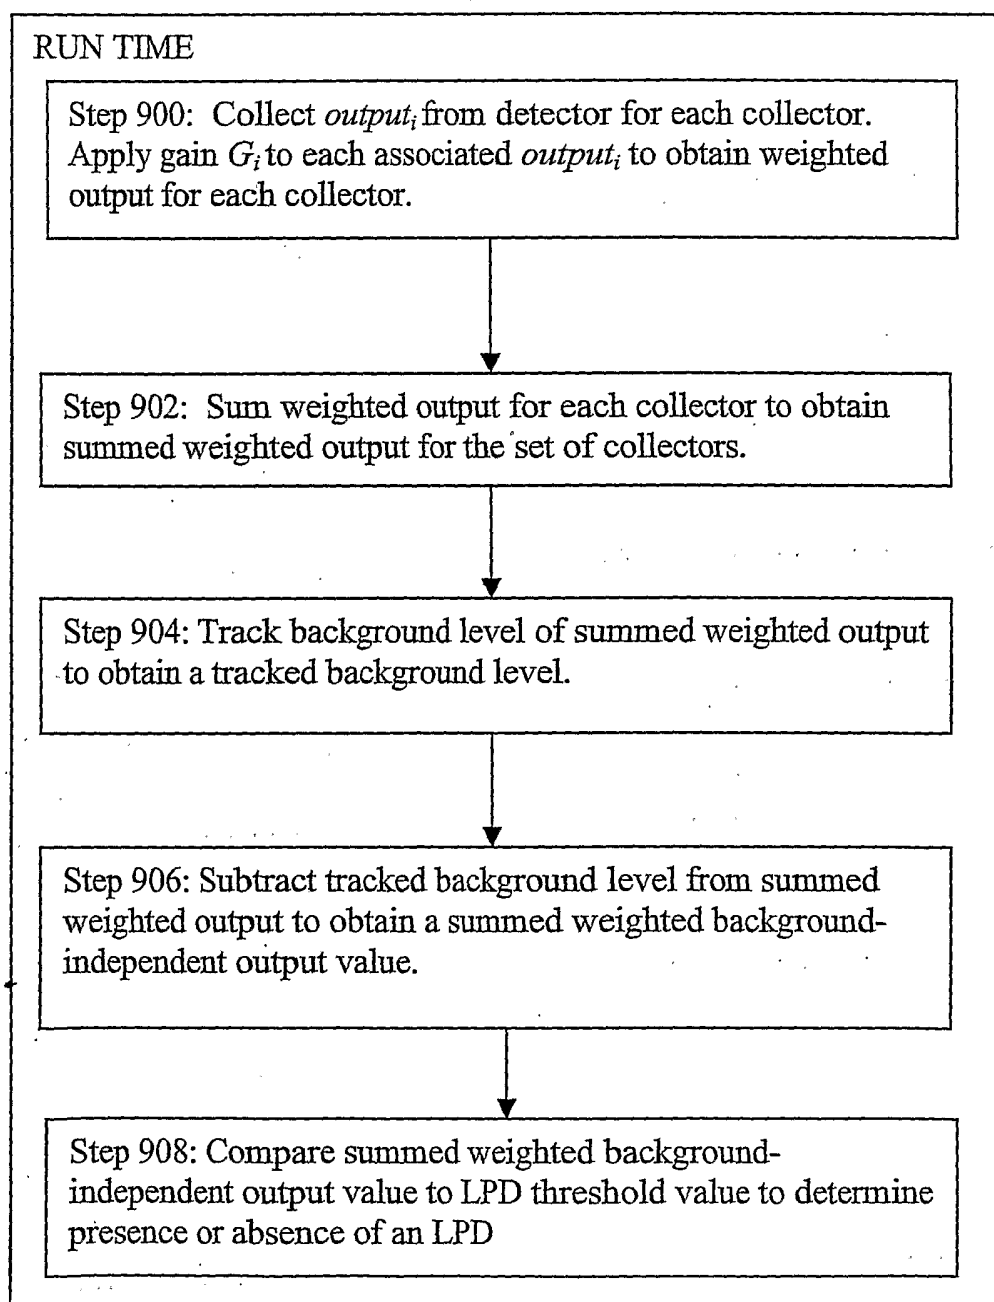 RUN TIME
Step 900: Collect output_i from detector for each collector.
Apply gain G_i to each associated output_i to obtain weighted
output for each collector.
Step 902: Sum weighted output for each collector to obtain
summed weighted output for the set of collectors.
Step 904: Track background level of summed weighted output
to obtain a tracked background level.
Step 906: Subtract tracked background level from summed
weighted output to obtain a summed weighted background-
independent output value.
Step 908: Compare summed weighted background-
independent output value to LPD threshold value to determine
presence or absence of an LPD